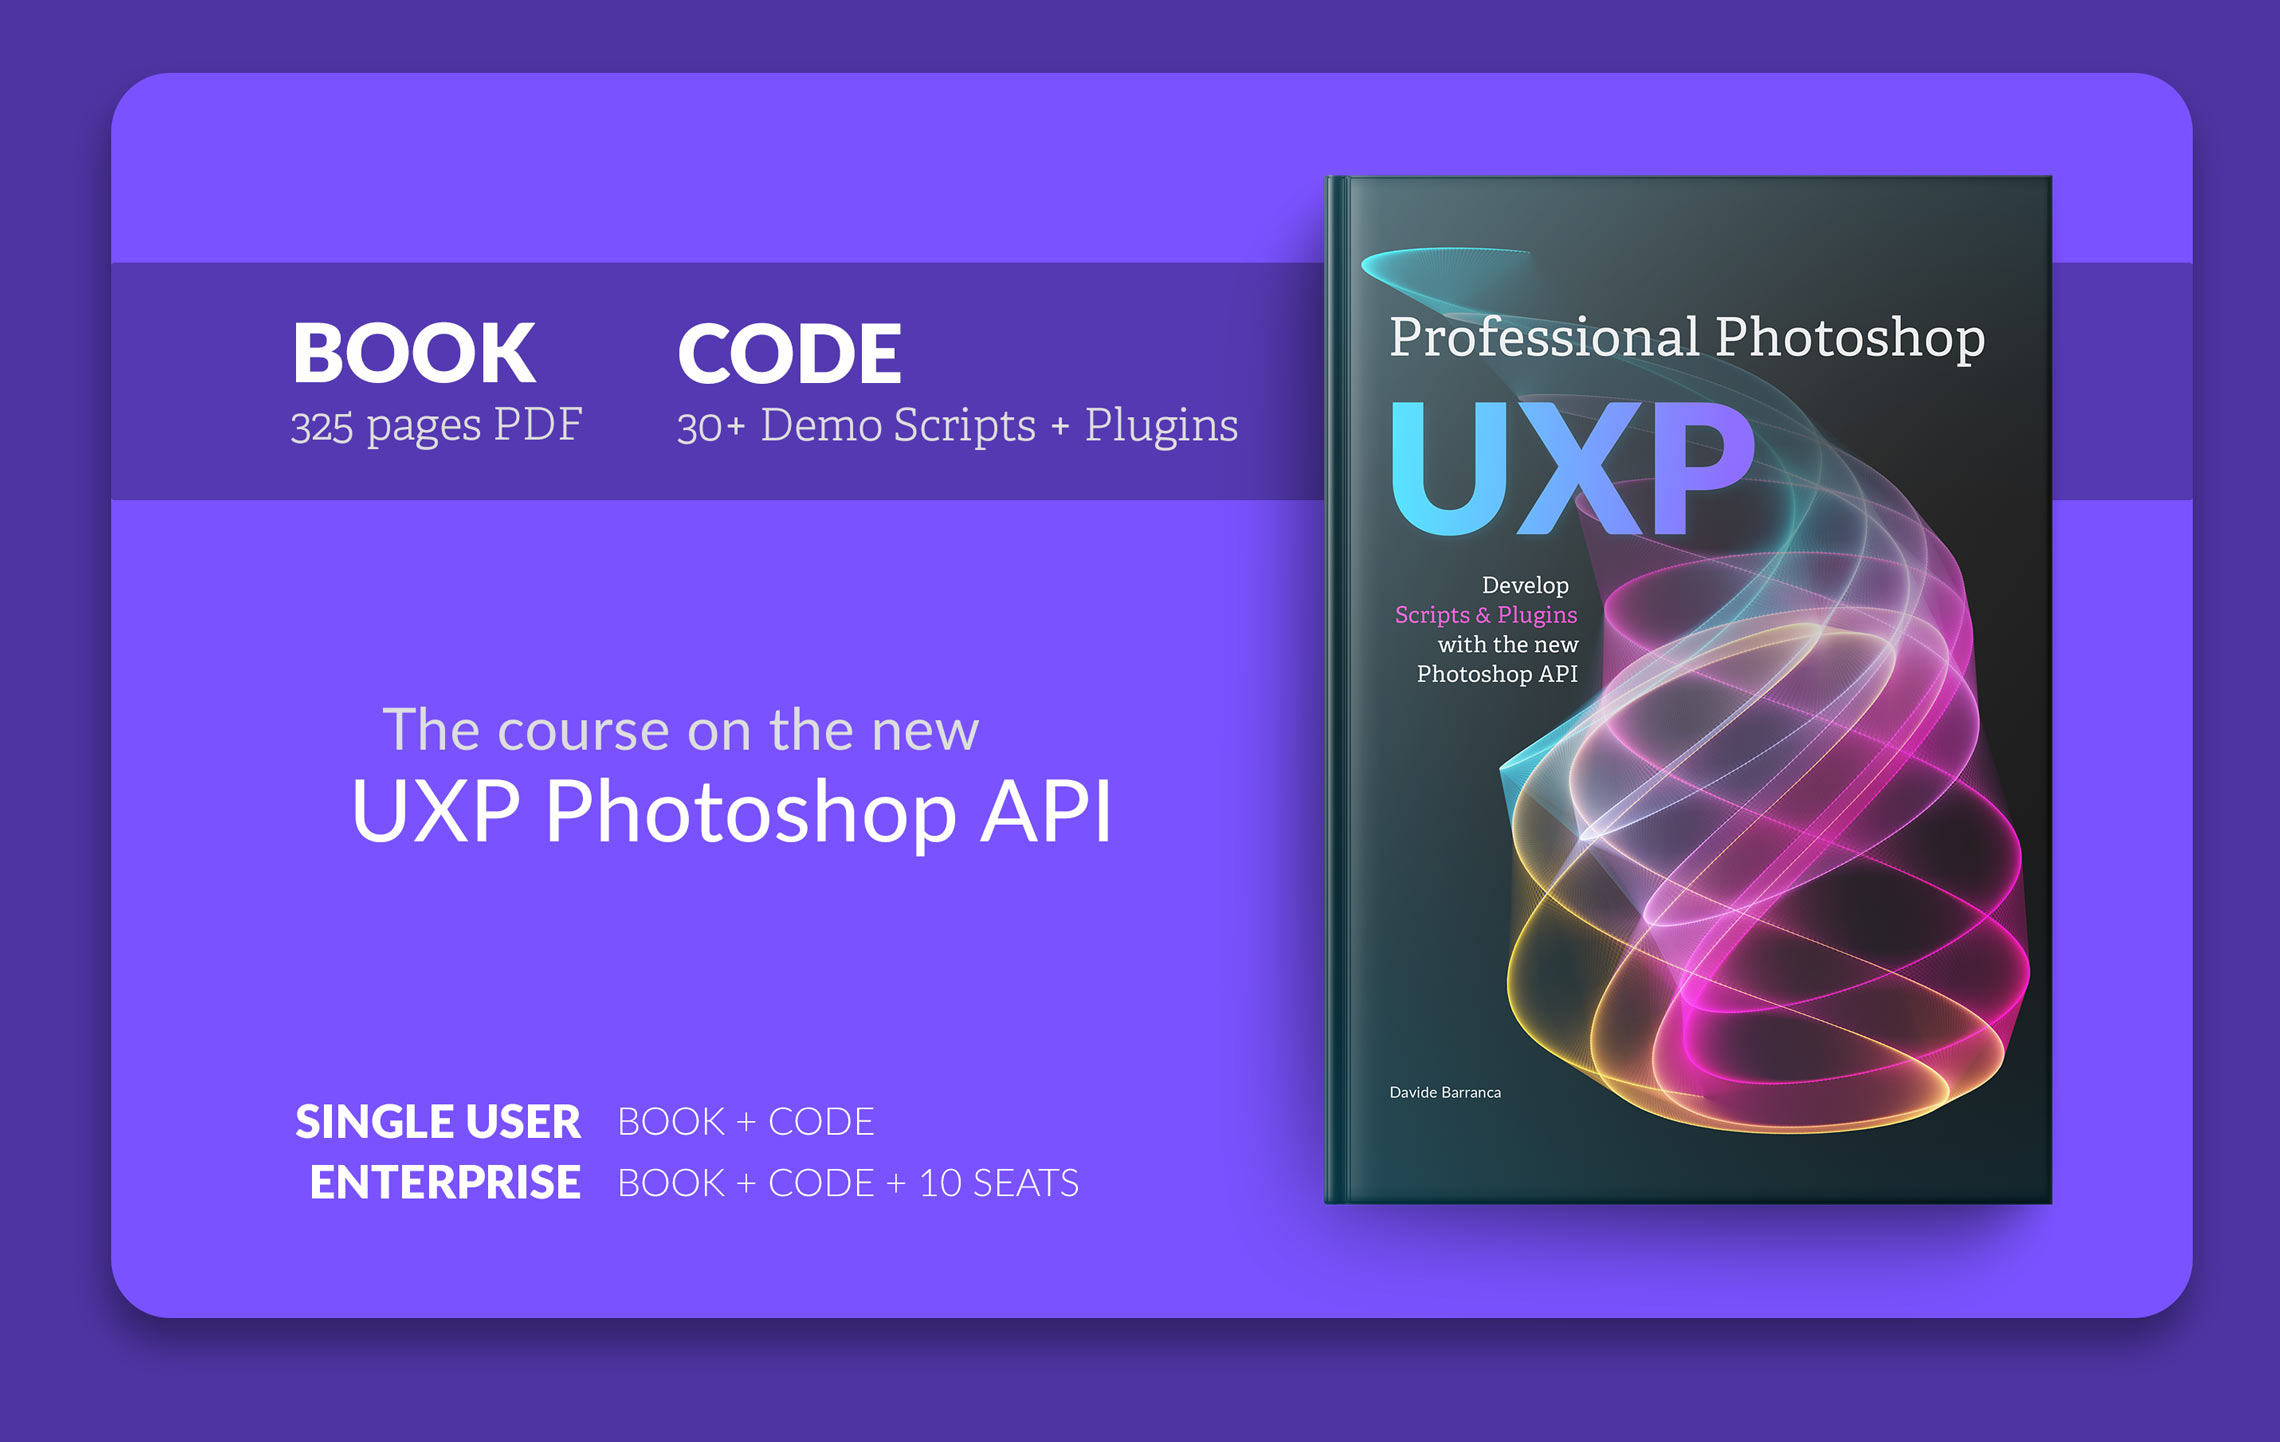 BOOK
325 pages PDF
CODE
30+ Demo Scripts + Plugins
The course on the new
UXP Photoshop API
SINGLE USER BOOK + CODE
ENTERPRISE BOOK + CODE + 10 SEATS
Professional Photoshop
UXP
Develop
Scripts & Plugins
with the new
Photoshop API
Davide Barranca